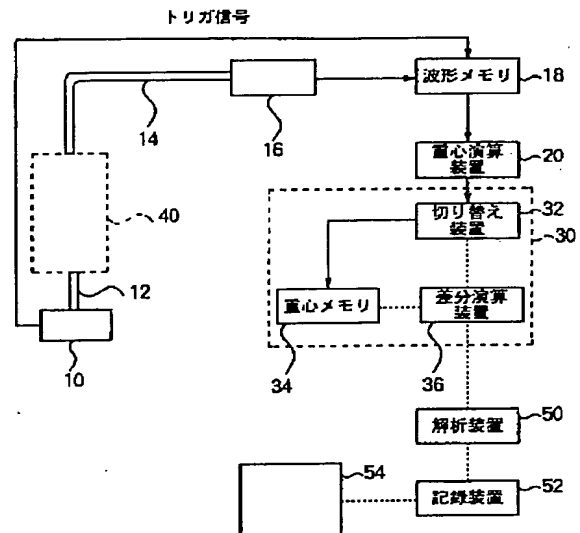 トリガ信号
波形メモリ
18
14
16
重心演算
装置
20
40
切り替え
装置
32
30
12
重心メモリ
差分演算
装置
10
34
36
解析装置
50
54
記録装置
52